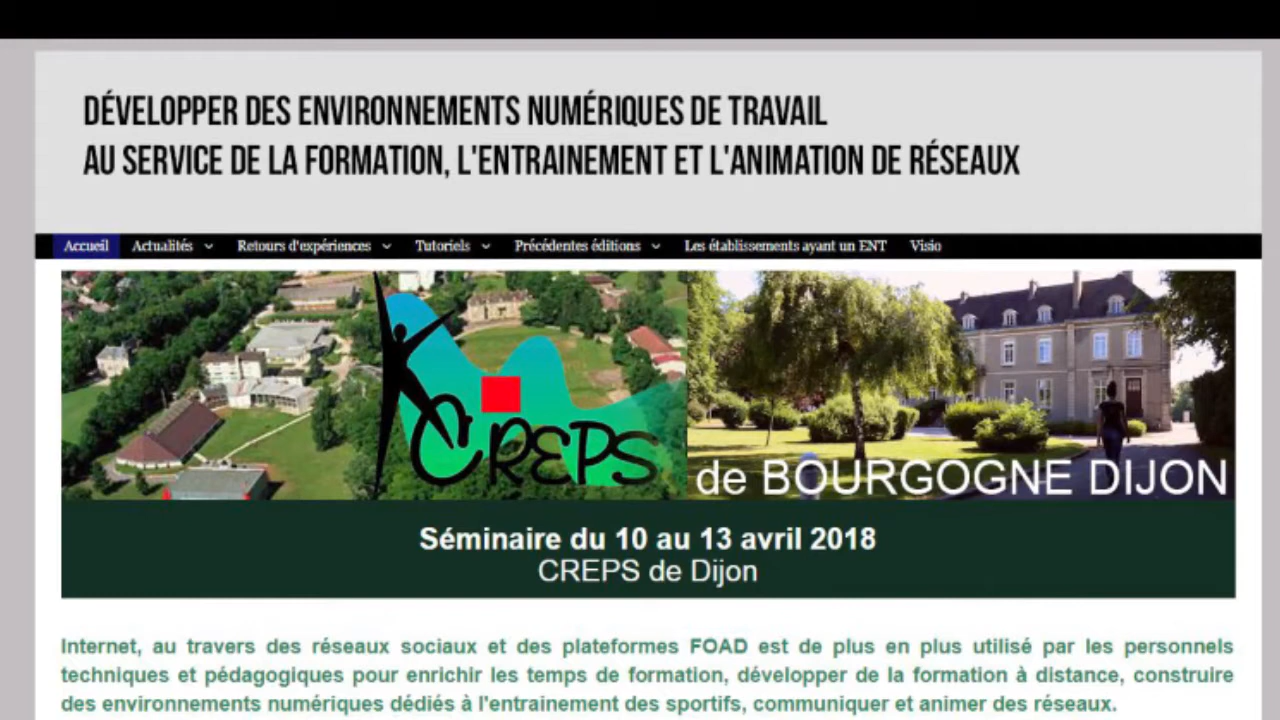 DÉVELOPPER DES ENVIRONNEMENTS NUMÉRIQUES DE TRAVAIL
AU SERVICE DE LA FORMATION, L'ENTRAINEMENT ET L'ANIMATION DE RÉSEAUX
Accueil Actualités Retours d'expériences Tutoriels Précédentes éditions Les établissements ayant un ENT Visio
CREPS
de BOURGOGNE DIJON
Séminaire du 10 au 13 avril 2018
CREPS de Dijon
Internet, au travers des réseaux sociaux et des plateformes FOAD est de plus en plus utilisé par les personnels
techniques et pédagogiques pour enrichir les temps de formation, développer de la formation à distance, construire
des environnements numériques dédiés à l'entrainement des sportifs, communiquer et animer des réseaux.